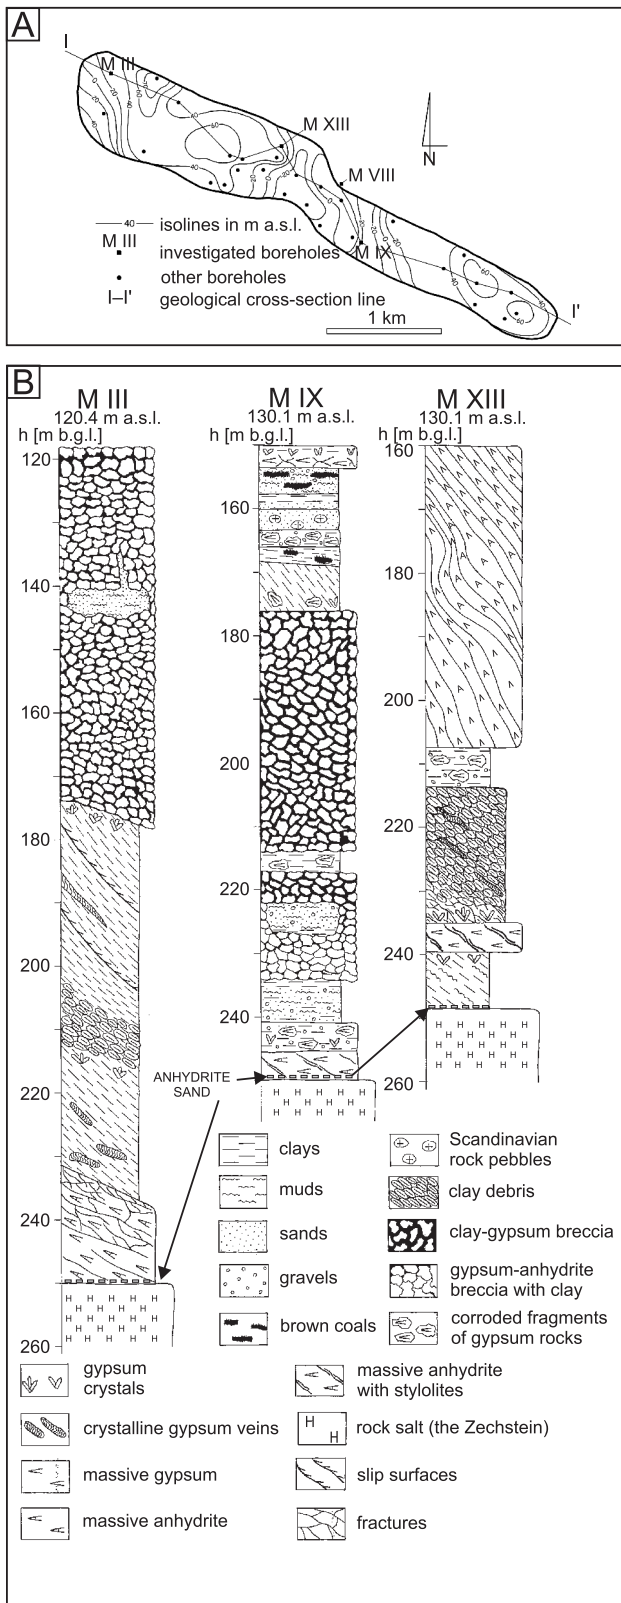 A
I
M III
M XIII
M VIII
M IX
N
I'
40 isolines in m a.s.l.
M III
investigated boreholes
other boreholes
I–I' geological cross-section line
1 km
B
M III
120.4 m a.s.l.
h [m b.g.l.]
120
140
160
180
200
220
240
260
M IX
130.1 m a.s.l.
h [m b.g.l.]
160
180
200
220
240
M XIII
130.1 m a.s.l.
h [m b.g.l.]
160
180
200
220
240
260
ANHYDRITE
SAND
clays
muds
sands
gravels
brown coals
Scandinavian
rock pebbles
clay debris
clay-gypsum breccia
gypsum-anhydrite
breccia with clay
corroded fragments
of gypsum rocks
gypsum
crystals
crystalline gypsum veins
massive gypsum
massive anhydrite
massive anhydrite
with stylolites
H
H
rock salt (the Zechstein)
slip surfaces
fractures